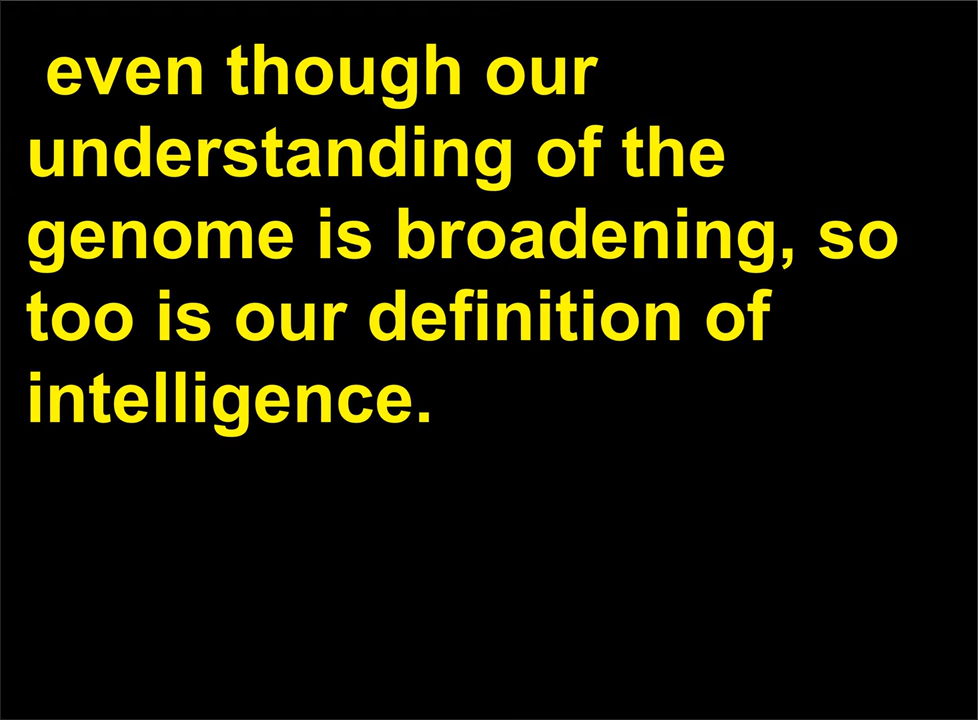 even though our
understanding of the
genome is broadening, so
too is our definition of
intelligence.